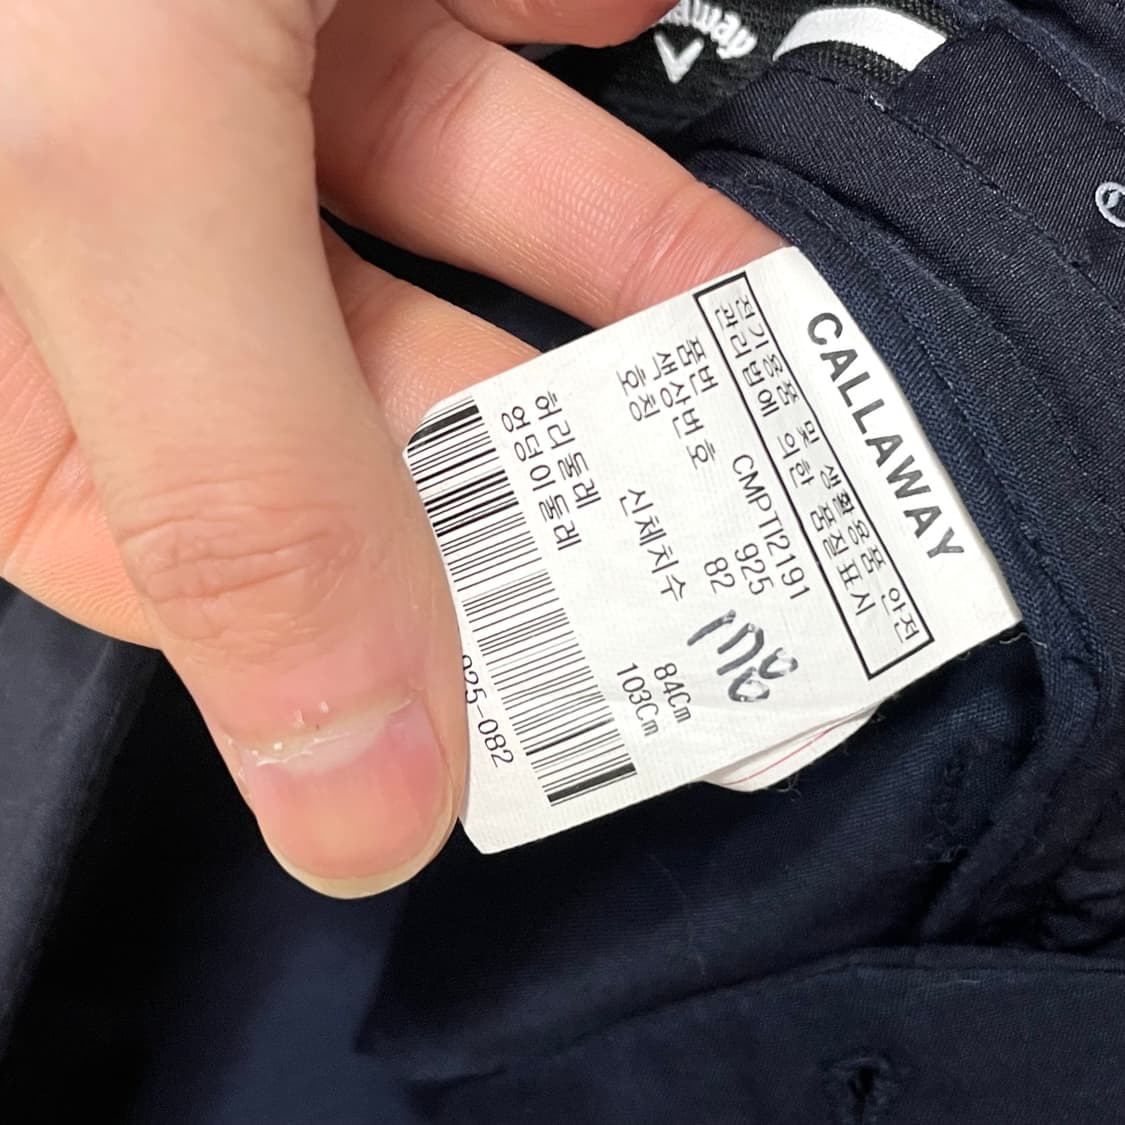 Callaway
CALLAWAY
전기용품 및 생활용품 안전
관리법에 의한 품질표시
품번 CMPTI2191
색상번호 925
호칭 82
신체치수
허리둘레 84Cm
엉덩이둘레 103Cm
925-082